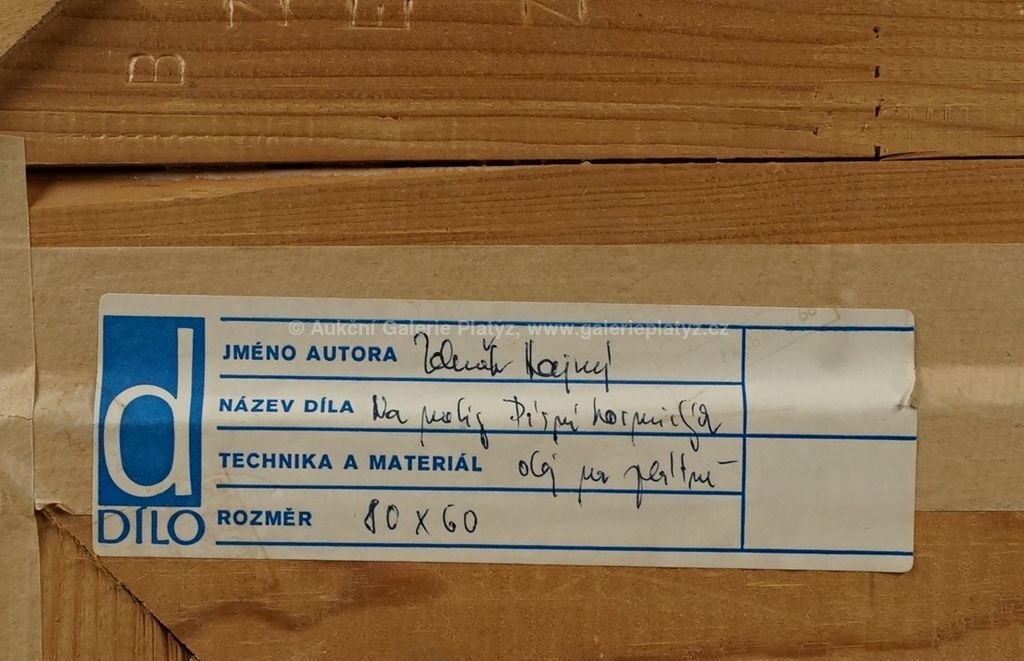 B N E N
© Aukční Galerie Platýz, www.galerieplatyz.cz
d
DÍLO
JMÉNO AUTORA Zdeněk Hajný
NÁZEV DÍLA Na motiv Písní kosmických
TECHNIKA A MATERIÁL olej na plátně
ROZMĚR 80 x 60